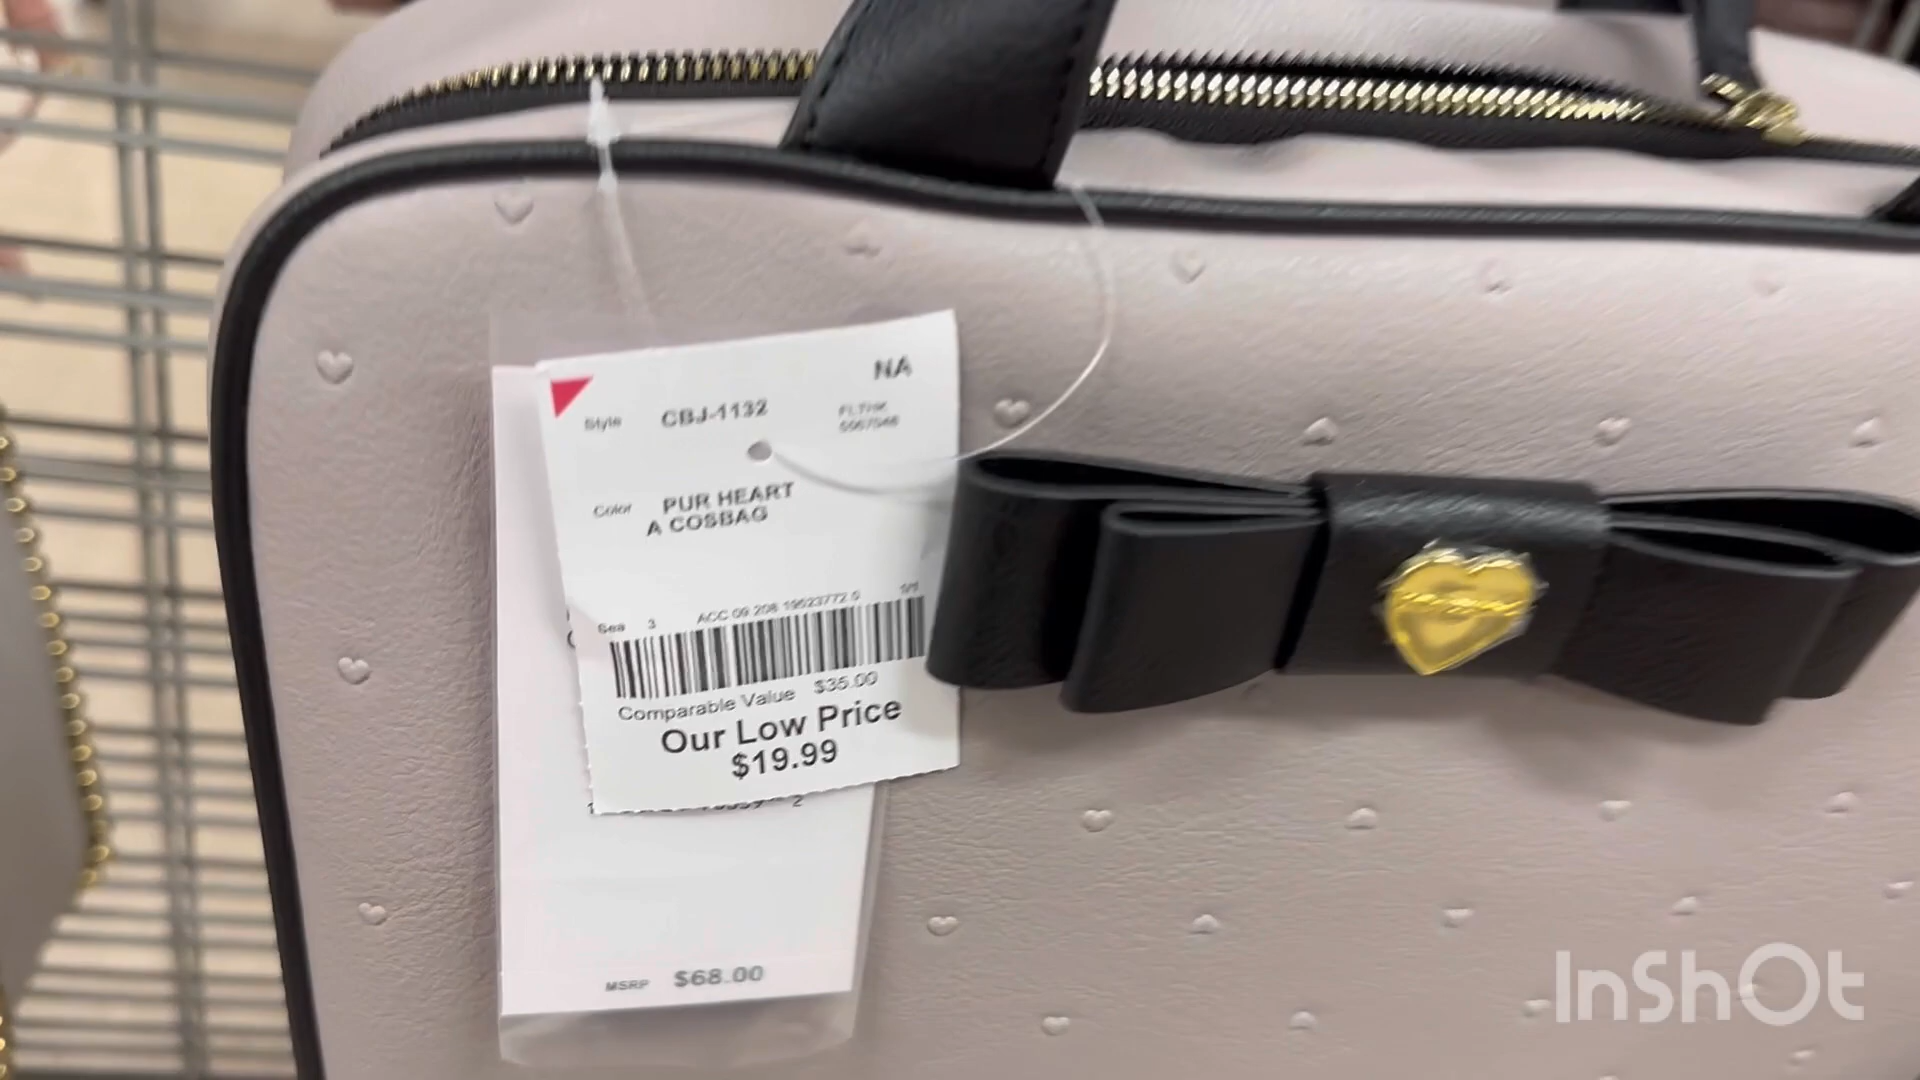 NA
Style CBJ-1132
Color PUR HEART
A COSBAG
Sea 3 ACC 09 208
Comparable Value $35.00
Our Low Price
$19.99
MSRP $68.00
InShOt